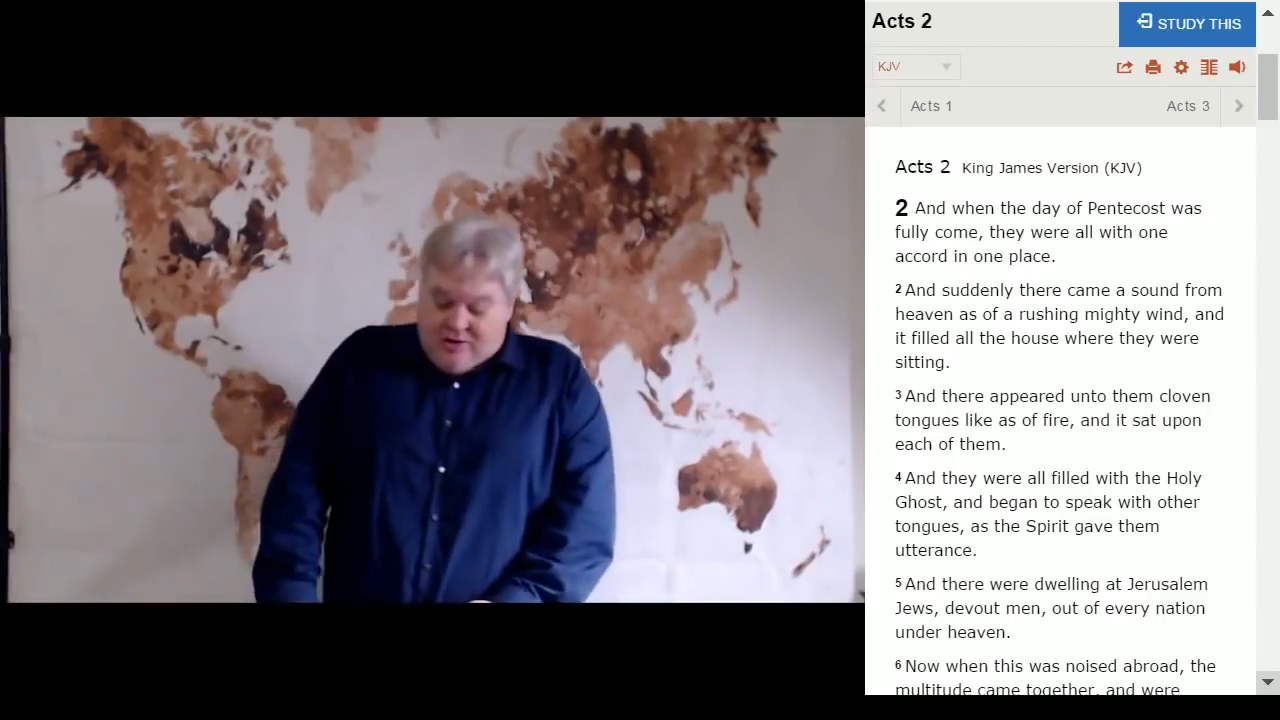 Acts 2
STUDY THIS
KJV
Acts 1
Acts 3
Acts 2 King James Version (KJV)
2 And when the day of Pentecost was
fully come, they were all with one
accord in one place.
2 And suddenly there came a sound from
heaven as of a rushing mighty wind, and
it filled all the house where they were
sitting.
3 And there appeared unto them cloven
tongues like as of fire, and it sat upon
each of them.
4 And they were all filled with the Holy
Ghost, and began to speak with other
tongues, as the Spirit gave them
utterance.
5 And there were dwelling at Jerusalem
Jews, devout men, out of every nation
under heaven.
6 Now when this was noised abroad, the
multitude came together, and were